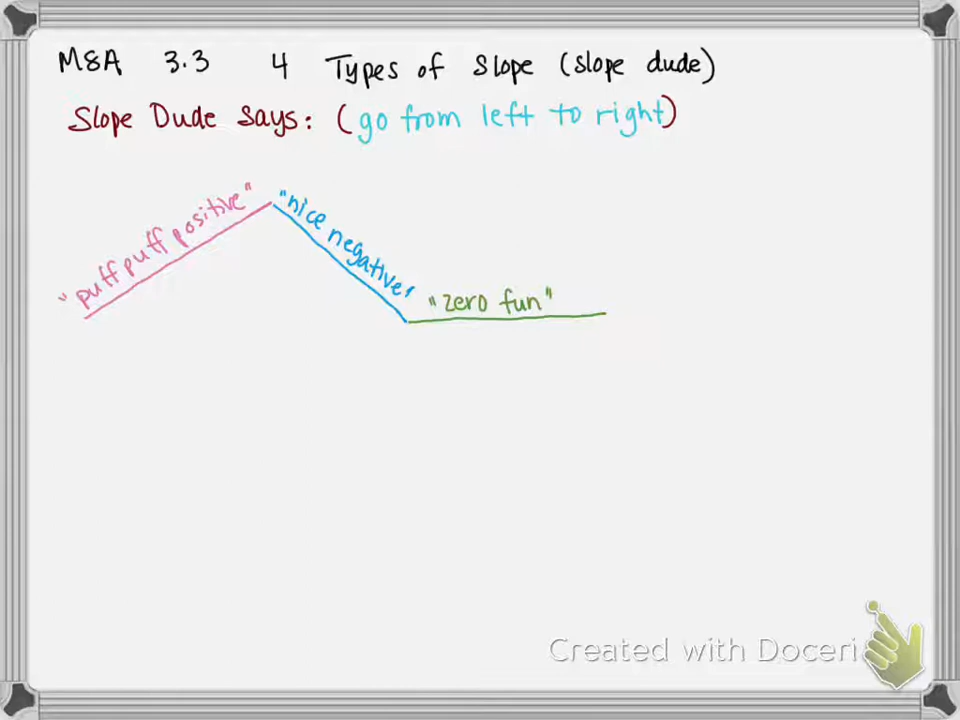 M&A 3.3 4 Types of Slope (slope dude)
Slope Dude Says: (go from left to right)
"puff puff positive"
"nice negative"
"zero fun"
Created with Doceri